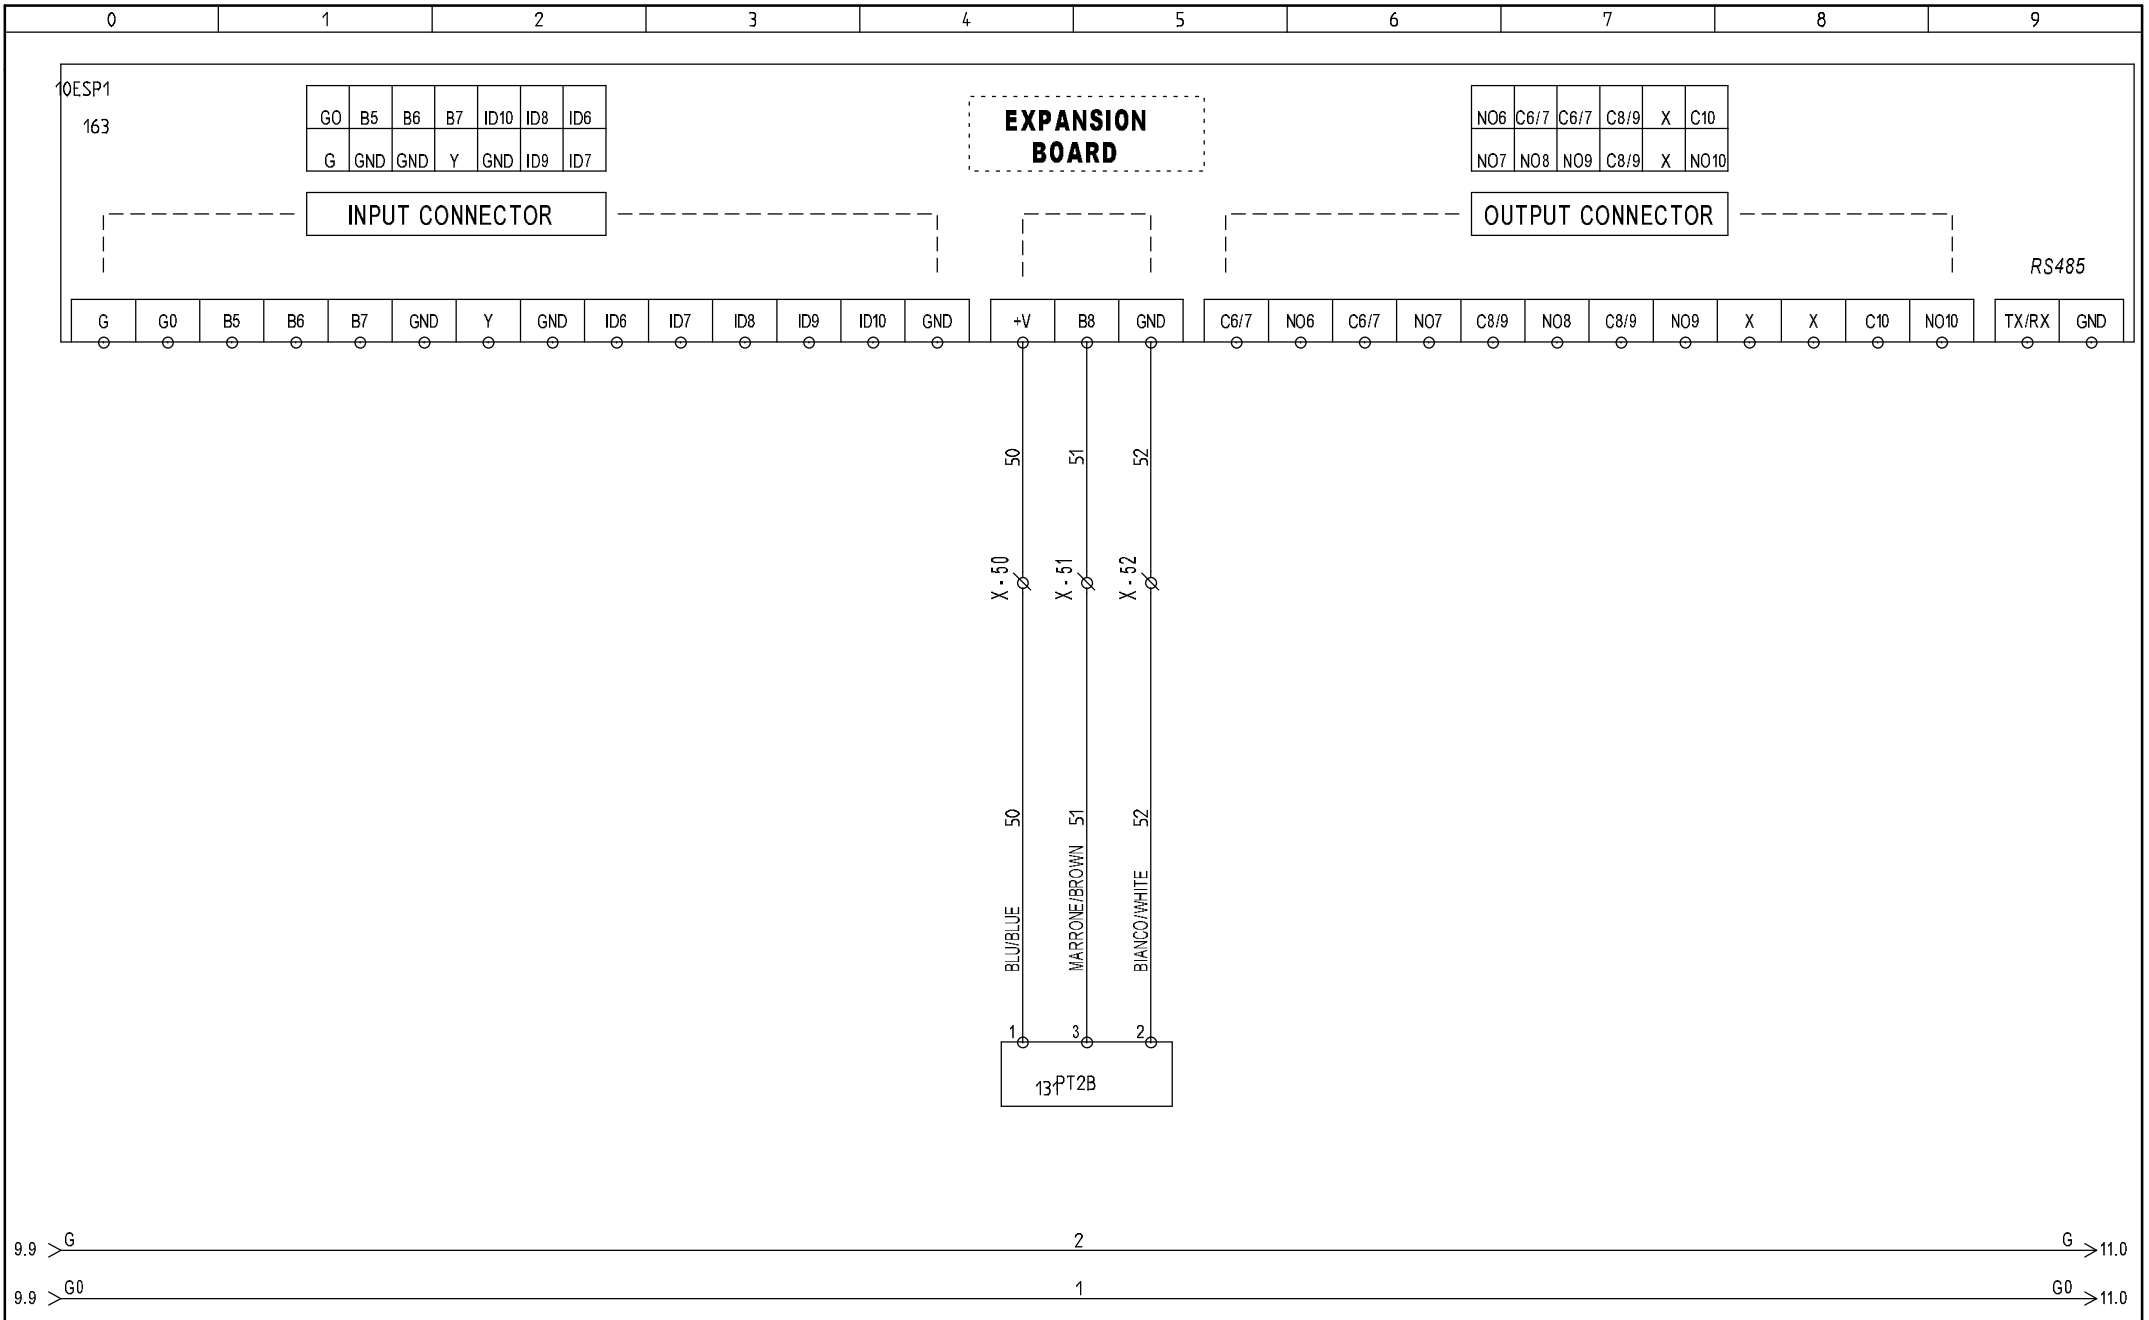 0 1 2 3 4 5 6 7 8 9
10ESP1
163
GO B5 B6 B7 ID10 ID8 ID6
G GND GND Y GND ID9 ID7
INPUT CONNECTOR
EXPANSION
BOARD
NO6 C6/7 C6/7 C8/9 X C10
NO7 NO8 NO9 C8/9 X NO10
OUTPUT CONNECTOR
RS485
G G0 B5 B6 B7 GND Y GND ID6 ID7 ID8 ID9 ID10 GND +V B8 GND C6/7 NO6 C6/7 NO7 C8/9 NO8 C8/9 NO9 X X C10 NO10 TX/RX GND
50 51 52
X - 50 X - 51 X - 52
50 51 52
BLU/BLUE MARRONE/BROWN BIANCO/WHITE
1 3 2
131 PT2B
9.9 G 2 G 11.0
9.9 G0 1 G0 11.0